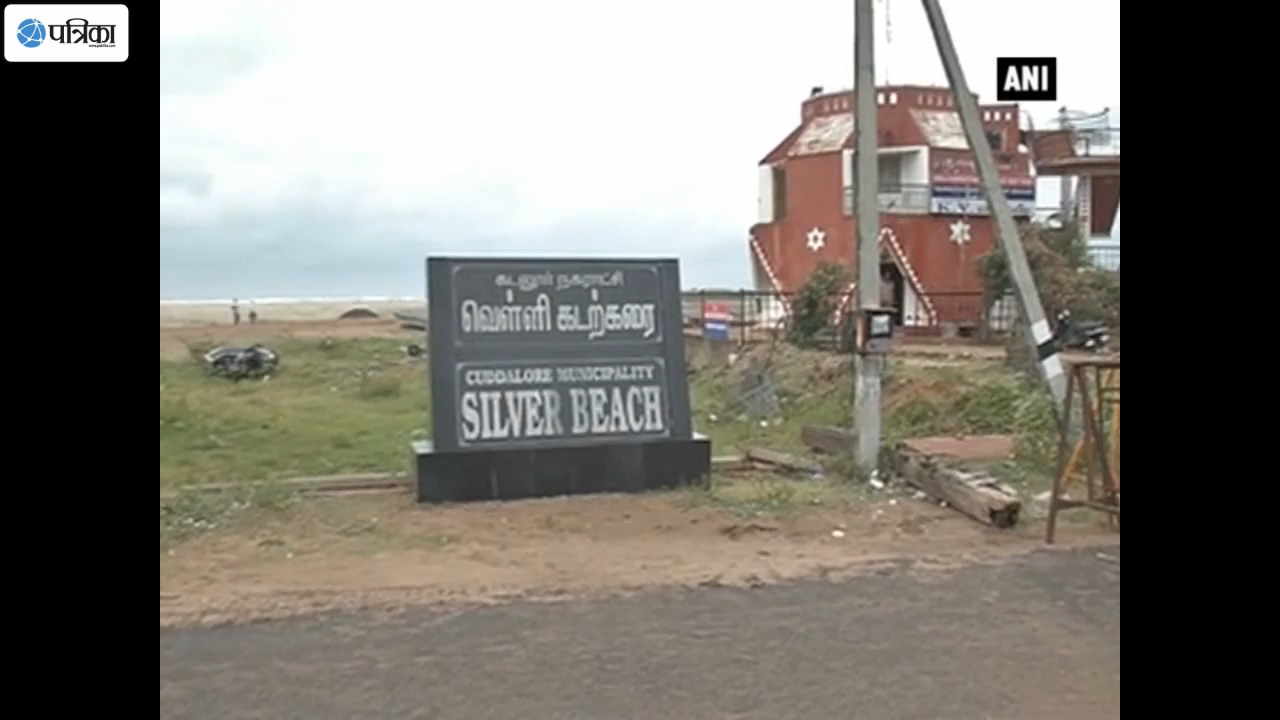 पत्रिका
ANI
கடலூர் நகராட்சி
வெள்ளி கடற்கரை
CUDDALORE MUNICIPALITY
SILVER BEACH